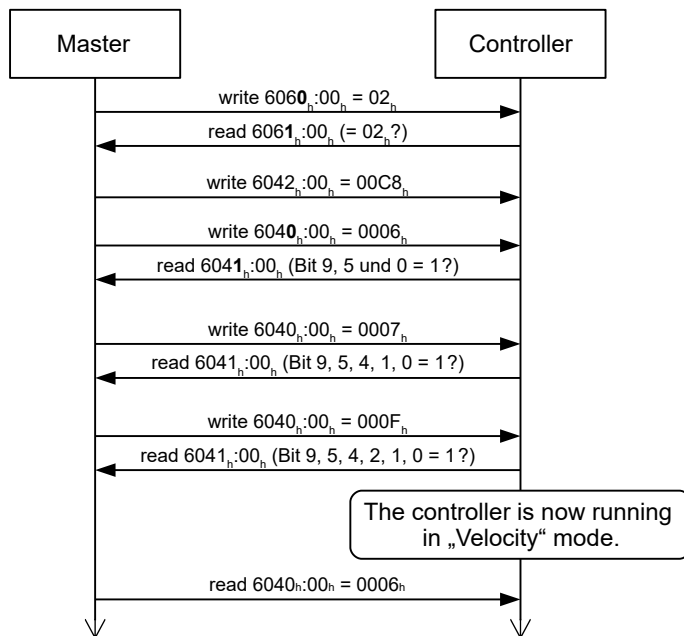 Master
Controller
write 6060h:00h = 02h
read 6061h:00h (= 02h?)
write 6042h:00h = 00C8h
write 6040h:00h = 0006h
read 6041h:00h (Bit 9, 5 und 0 = 1?)
write 6040h:00h = 0007h
read 6041h:00h (Bit 9, 5, 4, 1, 0 = 1?)
write 6040h:00h = 000Fh
read 6041h:00h (Bit 9, 5, 4, 2, 1, 0 = 1?)
The controller is now running
in „Velocity“ mode.
read 6040h:00h = 0006h